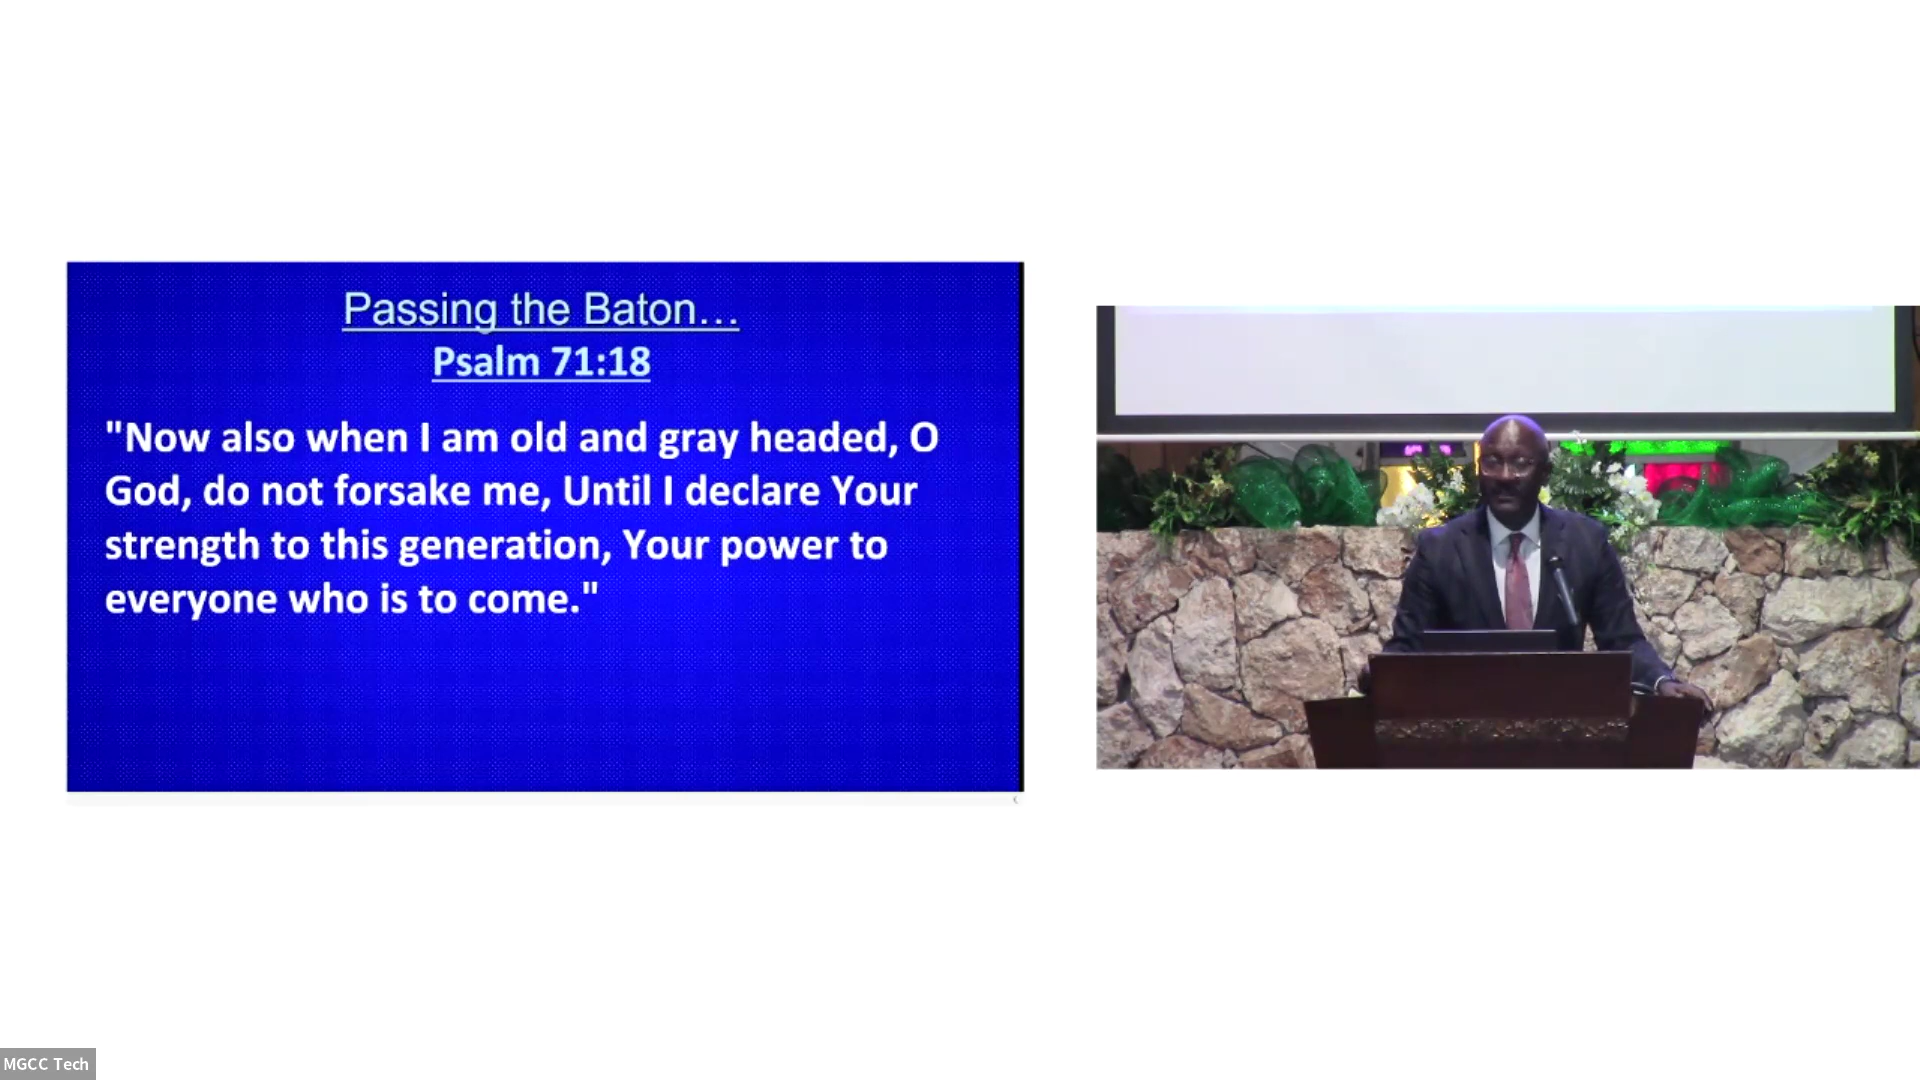 Passing the Baton...
Psalm 71:18
"Now also when I am old and gray headed, O
God, do not forsake me, Until I declare Your
strength to this generation, Your power to
everyone who is to come."
MGCC Tech